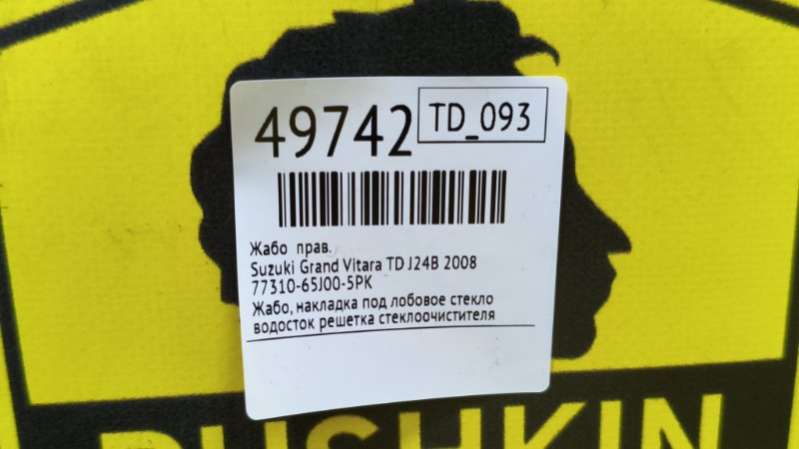 49742
TD_093
Жабо прав.
Suzuki Grand Vitara TD J24B 2008
77310-65J00-5PK
Жабо, накладка под лобовое стекло
водосток решетка стеклоочистителя
PUSHKIN